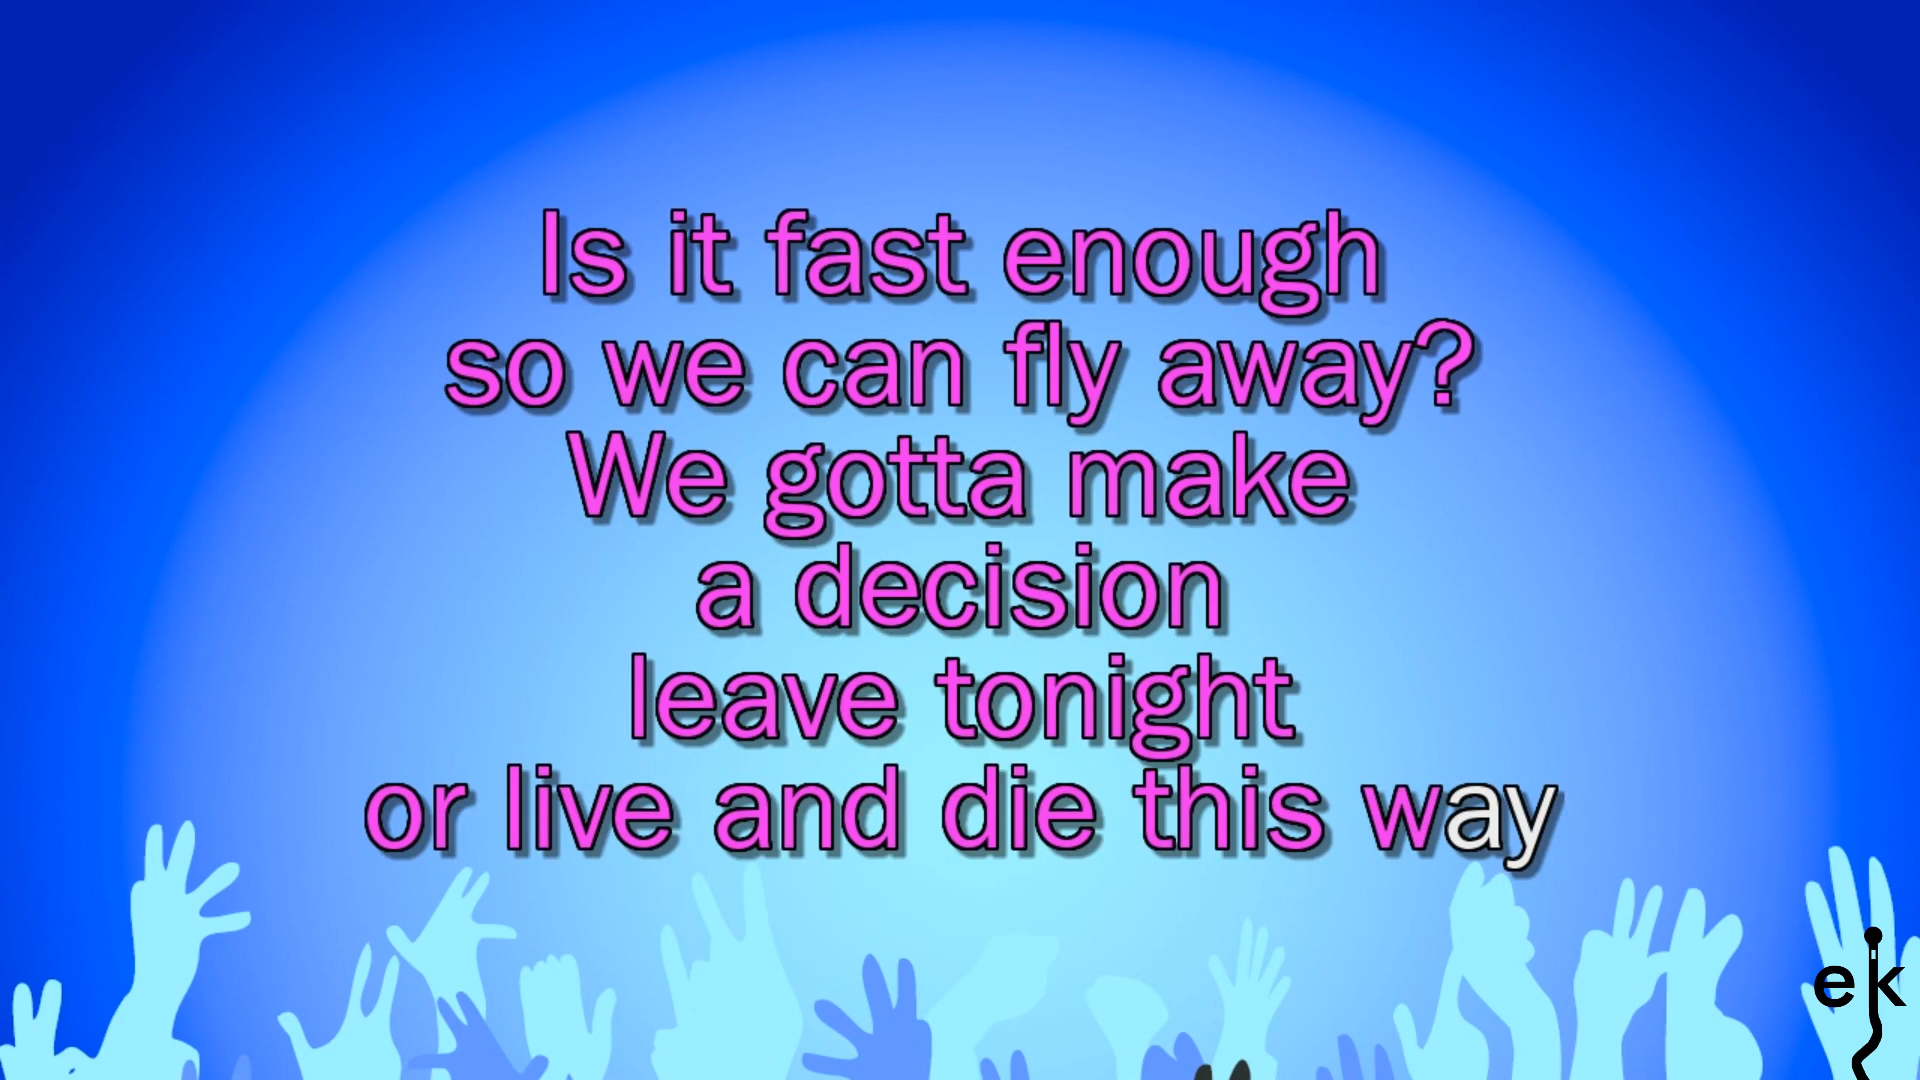 Is it fast enough
so we can fly away?
We gotta make
a decision
leave tonight
or live and die this way
ek